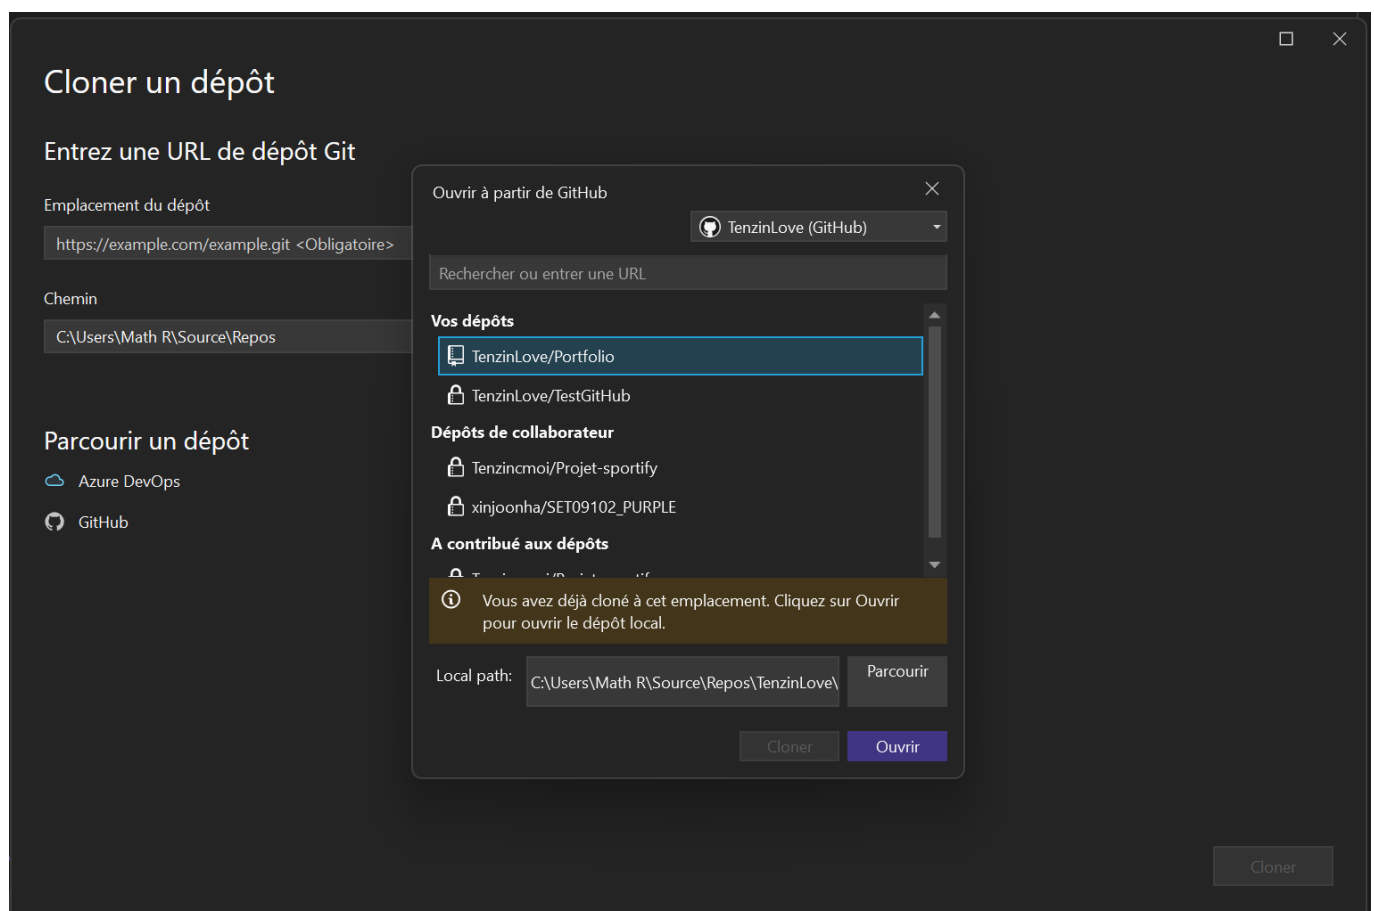 Cloner un dépôt
Entrez une URL de dépôt Git
Emplacement du dépôt
https://example.com/example.git <Obligatoire>
Chemin
C:\Users\Math R\Source\Repos
Parcourir un dépôt
Azure DevOps
GitHub
Ouvrir à partir de GitHub
TenzinLove (GitHub)
Rechercher ou entrer une URL
Vos dépôts
TenzinLove/Portfolio
TenzinLove/TestGitHub
Dépôts de collaborateur
Tenzincmoi/Projet-sportify
xinjoonha/SET09102_PURPLE
A contribué aux dépôts
Vous avez déjà cloné à cet emplacement. Cliquez sur Ouvrir
pour ouvrir le dépôt local.
Local path:
C:\Users\Math R\Source\Repos\TenzinLove\
Parcourir
Cloner
Ouvrir
Cloner